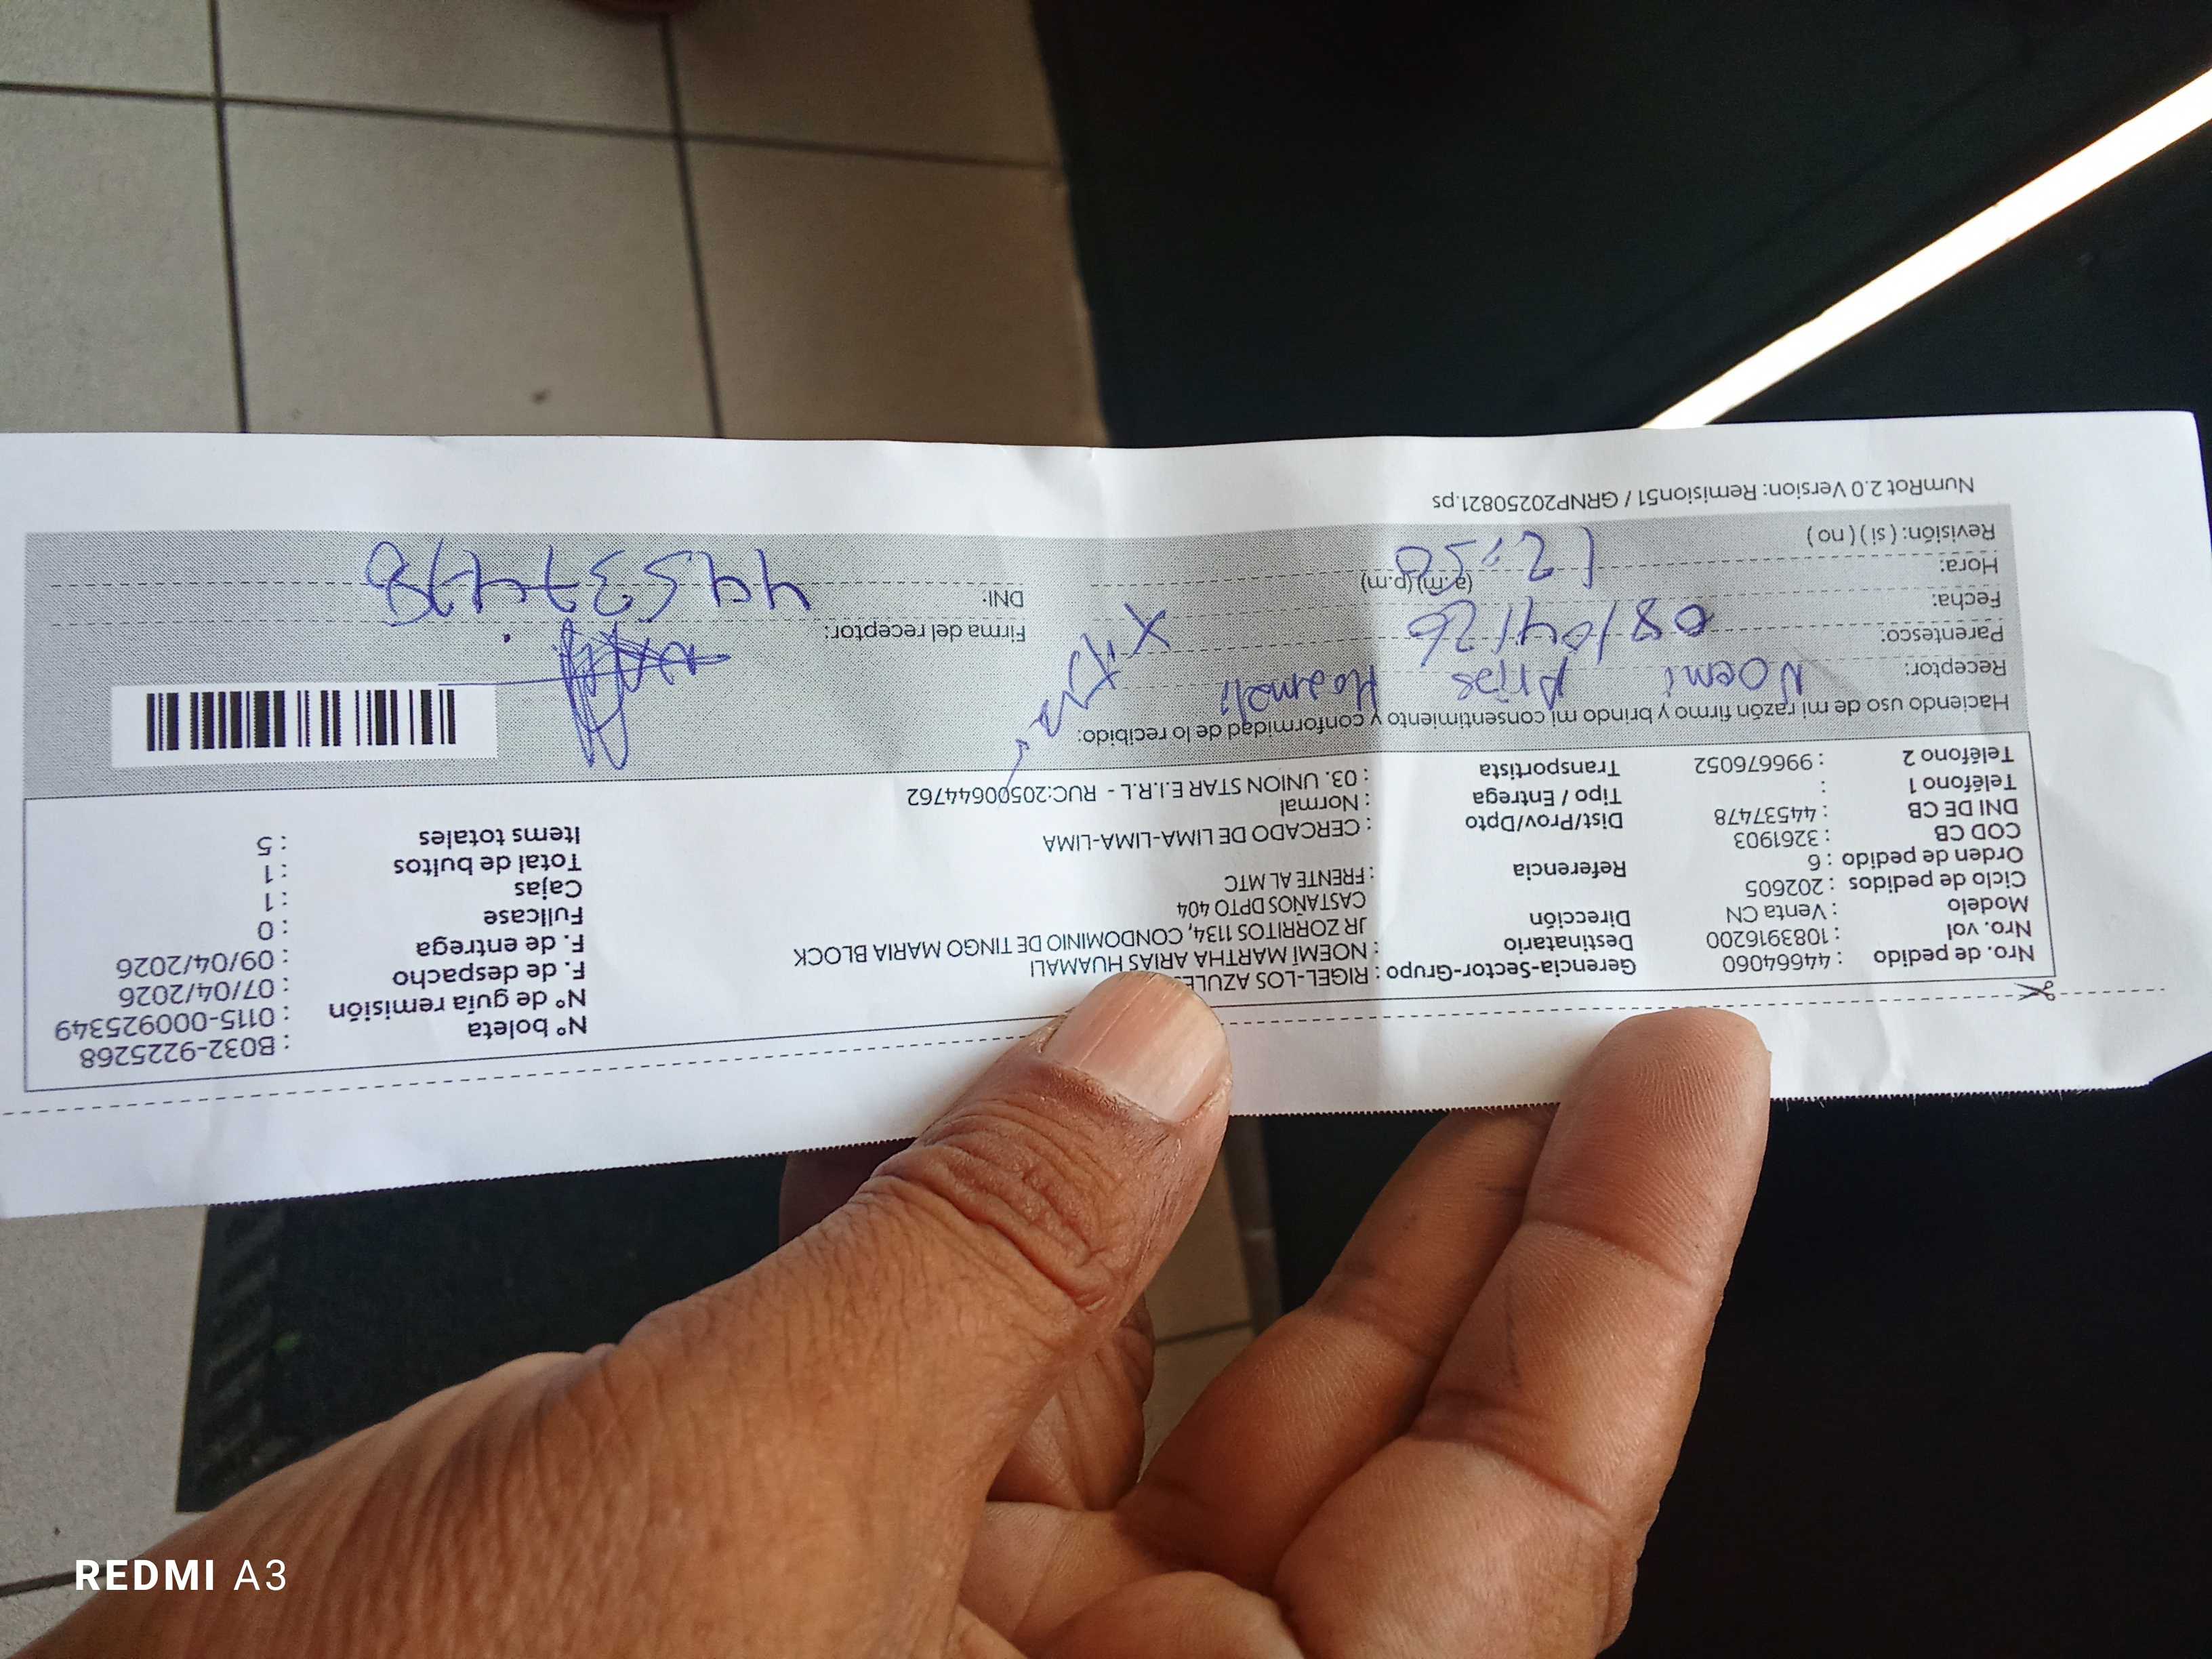 Nro. de pedido : 44664060
Nro. vol : 1083916200
Modelo : Venta CN
Ciclo de pedidos : 202605
Orden de pedido : 6
COD CB : 3261903
DNI DE CB : 44537478
Teléfono 1 :
Teléfono 2 : 996676052
Gerencia-Sector-Grupo : RIGEL-LOS AZULE
Destinatario : NOEMÍ MARTHA ARIAS HUAMALI
Dirección : JR ZORRITOS 1134, CONDOMINIO DE TINGO MARIA BLOCK
CASTAÑOS DPTO 404
Referencia : FRENTE AL MTC
Dist/Prov/Dpto : CERCADO DE LIMA-LIMA-LIMA
Tipo / Entrega : Normal
Transportista : 03. UNION STAR E.I.R.L - RUC:20500644762
N° boleta : B032-9225268
N° de guía remisión : 0115-000925349
F. de despacho : 07/04/2026
F. de entrega : 09/04/2026
Fullcase : 0
Cajas : 1
Total de bultos : 1
Items totales : 5
Haciendo uso de mi razón firmo y brindo mi consentimiento y conformidad de lo recibido:
Receptor: Noemi Arias Huamali
Parentesco:
Fecha: 08/04/26
Hora: 12:50 (a.m) (p.m)
Revisión: ( si ) ( no )
Firma del receptor:
DNI: 44537478
NumRot 2.0 Version: Remision51 / GRNP20250821.ps
REDMI A3